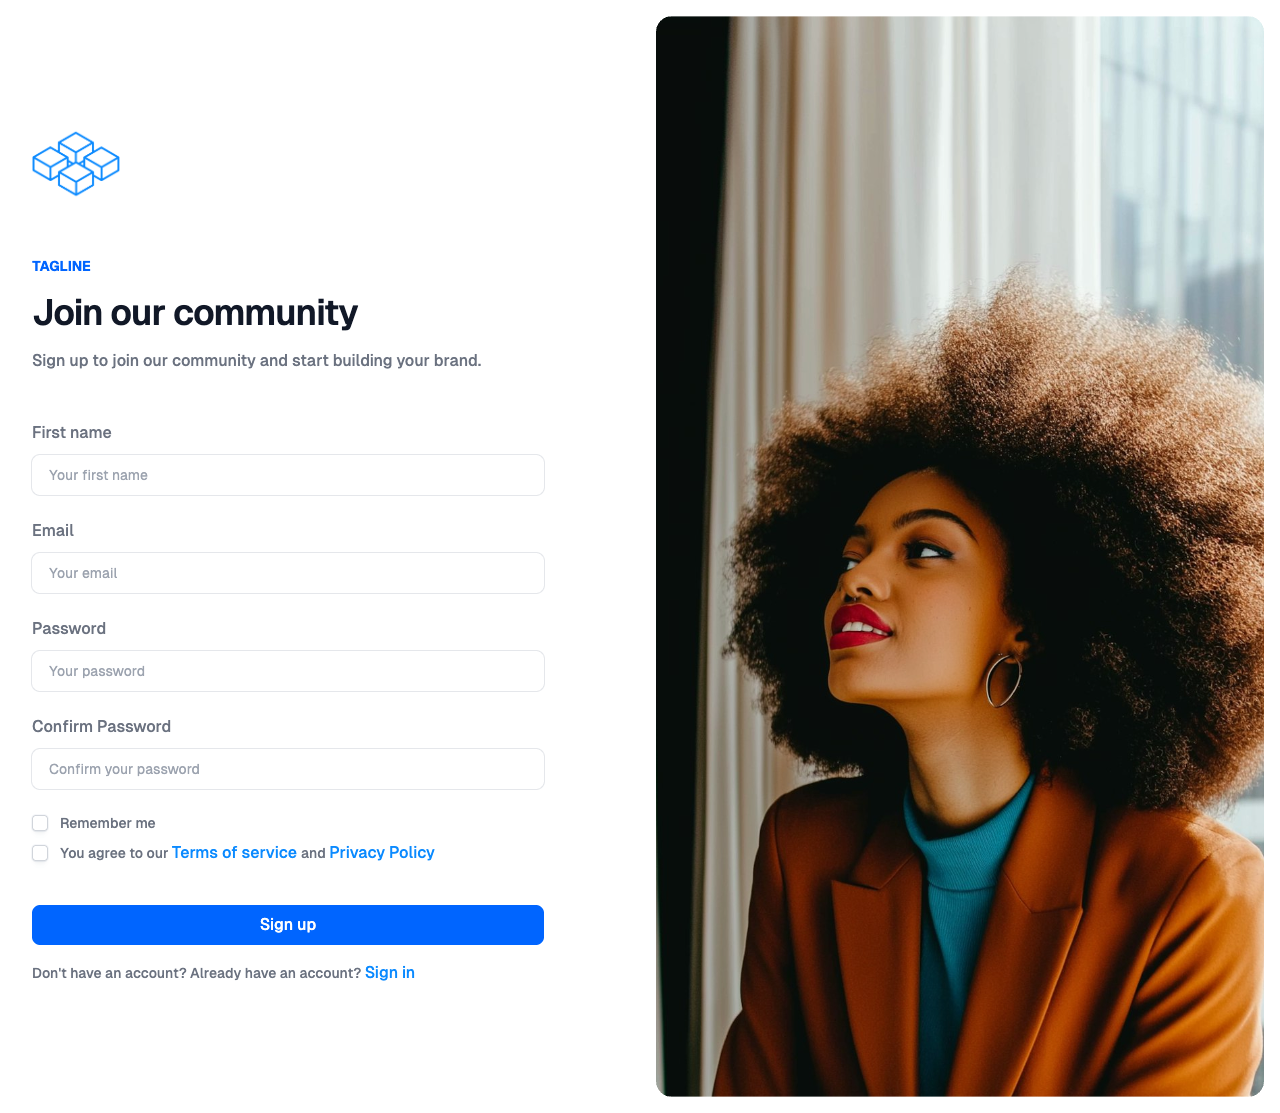 TAGLINE
Join our community
Sign up to join our community and start building your brand.
First name
Your first name
Email
Your email
Password
Your password
Confirm Password
Confirm your password
Remember me
You agree to our Terms of service and Privacy Policy
Sign up
Don't have an account? Already have an account? Sign in